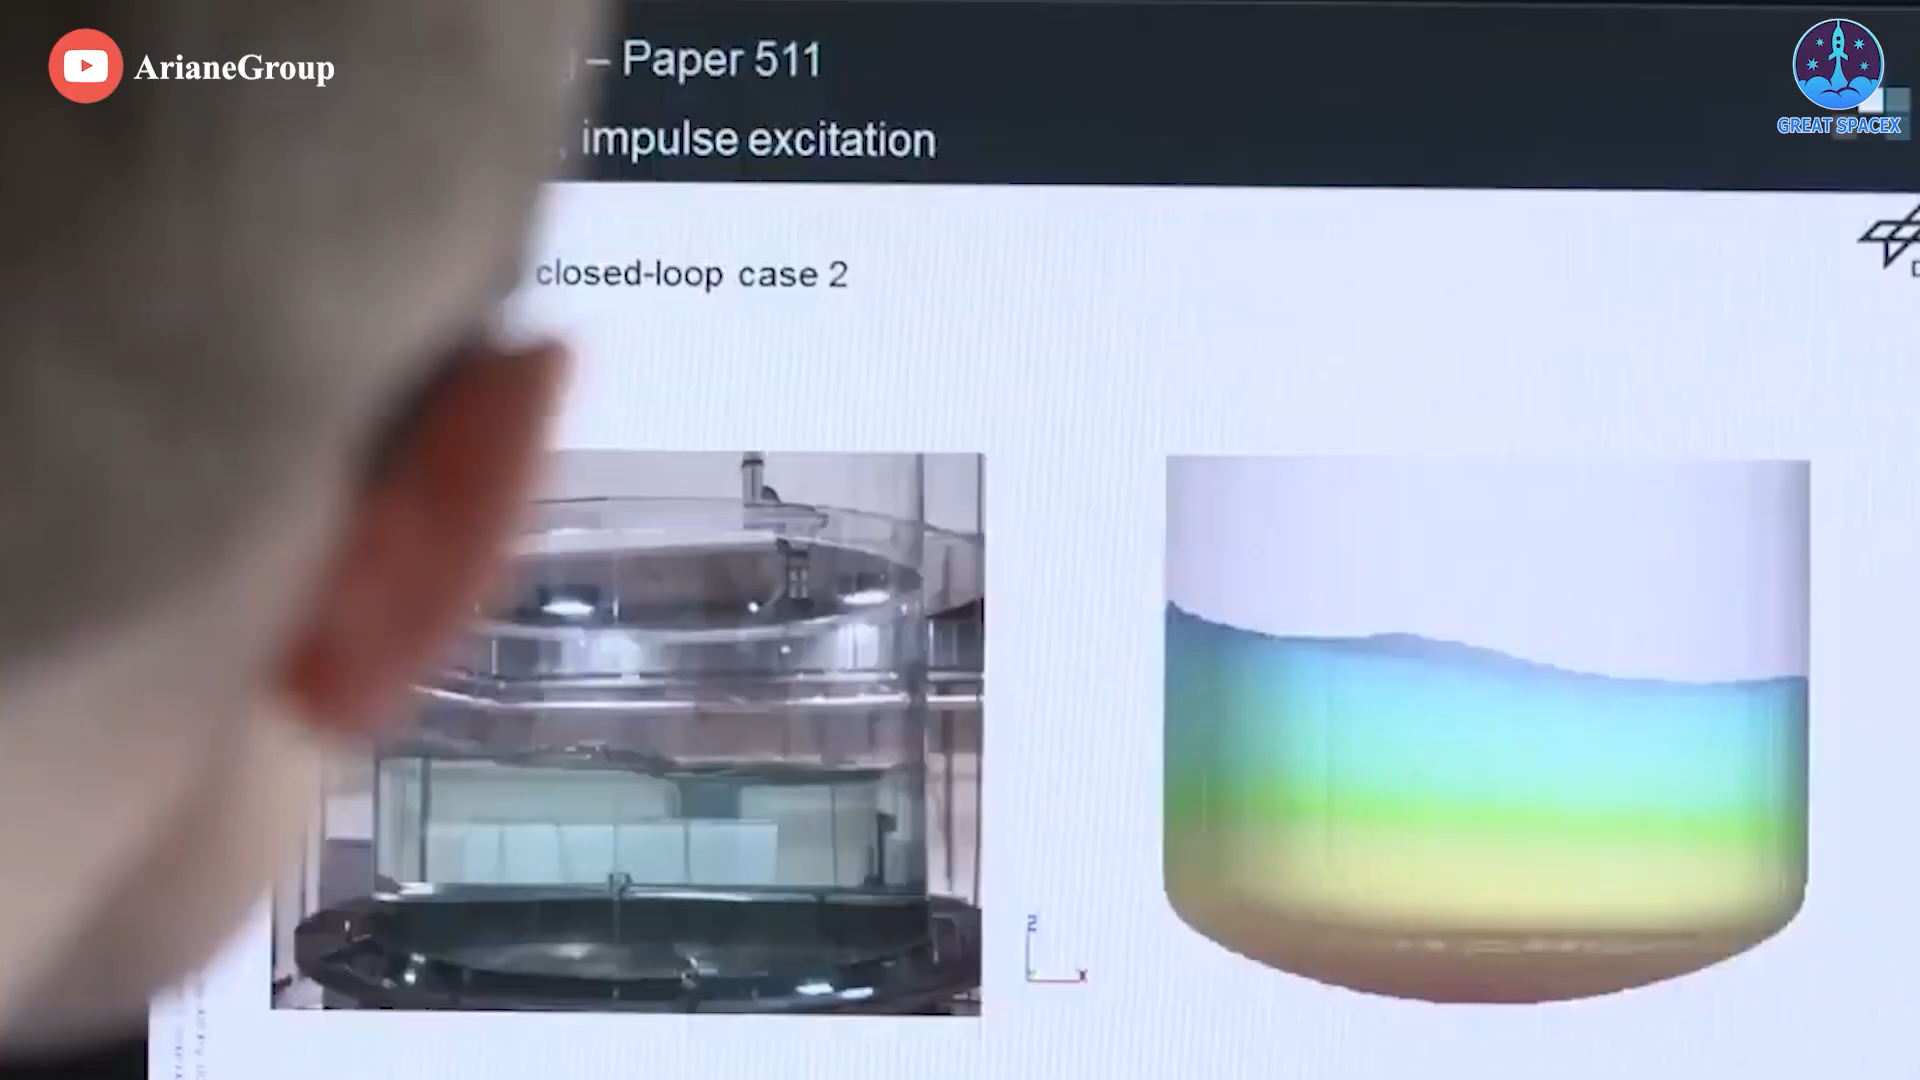 ArianeGroup
– Paper 511
impulse excitation
GREAT SPACEX
closed-loop case 2
z
x